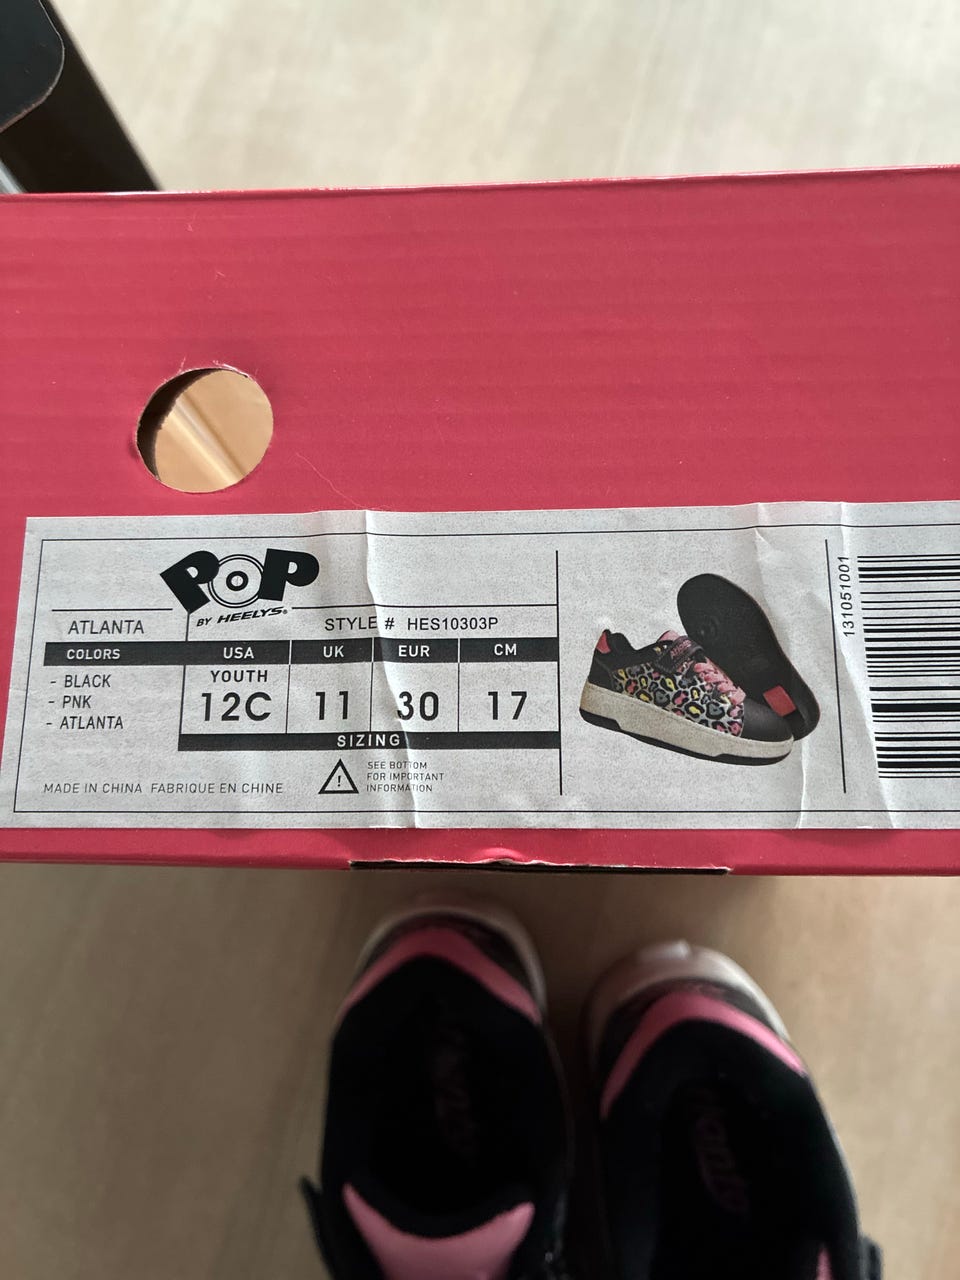 POP
BY HEELYS®
ATLANTA
STYLE # HES10303P
COLORS
- BLACK
- PNK
- ATLANTA
USA UK EUR CM
YOUTH
12C 11 30 17
SIZING
MADE IN CHINA FABRIQUE EN CHINE
SEE BOTTOM
FOR IMPORTANT
INFORMATION
131051001